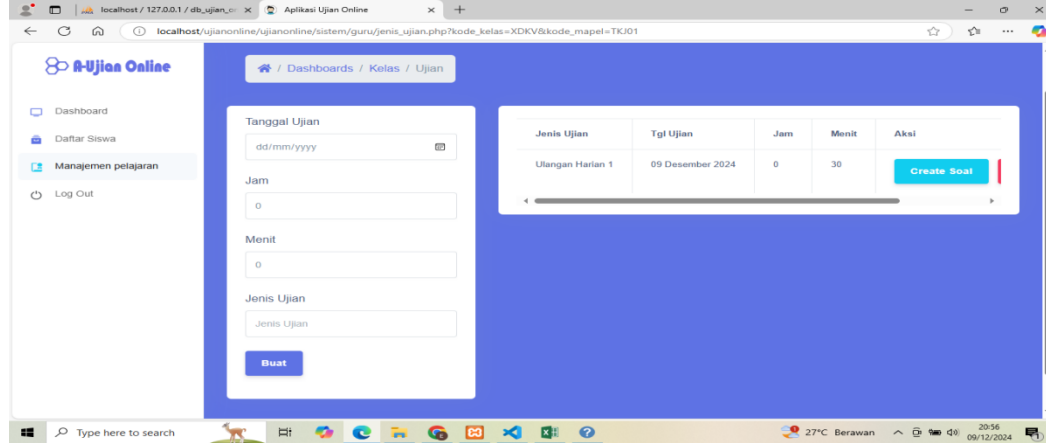 localhost / 127.0.0.1 / db_ujian_o
Aplikasi Ujian Online
localhost/ujianonline/ujianonline/sistem/guru/jenis_ujian.php?kode_kelas=XDKV&kode_mapel=TKJ01
A-Ujian Online
/ Dashboards / Kelas / Ujian
Dashboard
Daftar Siswa
Manajemen pelajaran
Log Out
Tanggal Ujian
dd/mm/yyyy
Jam
0
Menit
0
Jenis Ujian
Jenis Ujian
Buat
Jenis Ujian Tgl Ujian Jam Menit Aksi
Ulangan Harian 1 09 Desember 2024 0 30 Create Soal
Type here to search
27°C Berawan
20:56
09/12/2024